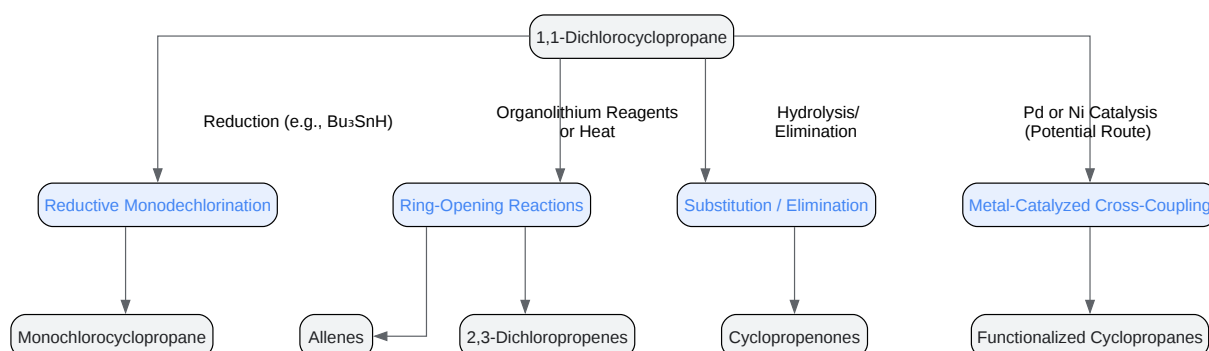 1,1-Dichlorocyclopropane
Reduction (e.g., Bu₃SnH)
Organolithium Reagents
or Heat
Hydrolysis/
Elimination
Pd or Ni Catalysis
(Potential Route)
Reductive Monodechlorination
Ring-Opening Reactions
Substitution / Elimination
Metal-Catalyzed Cross-Coupling
Monochlorocyclopropane
Allenes
2,3-Dichloropropenes
Cyclopropenones
Functionalized Cyclopropanes